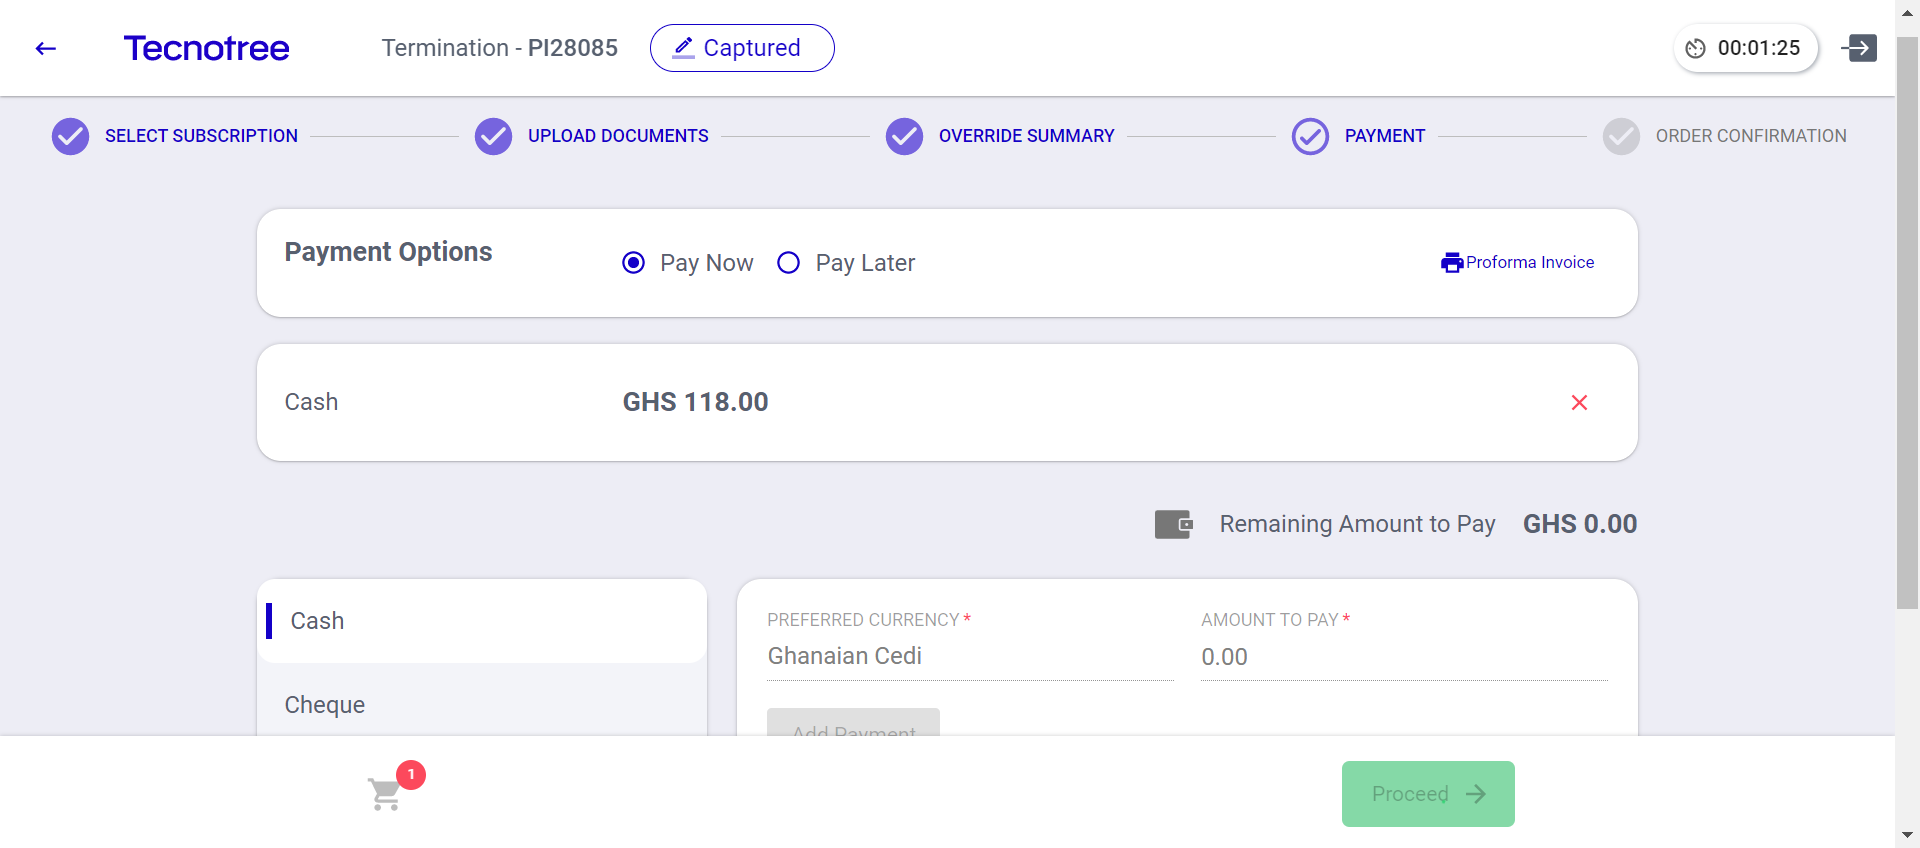 Tecnotree
Termination - PI28085
Captured
00:01:25
SELECT SUBSCRIPTION
UPLOAD DOCUMENTS
OVERRIDE SUMMARY
PAYMENT
ORDER CONFIRMATION
Payment Options
Pay Now
Pay Later
Proforma Invoice
Cash
GHS 118.00
Remaining Amount to Pay
GHS 0.00
Cash
Cheque
PREFERRED CURRENCY *
Ghanaian Cedi
AMOUNT TO PAY *
0.00
Add Payment
1
Proceed